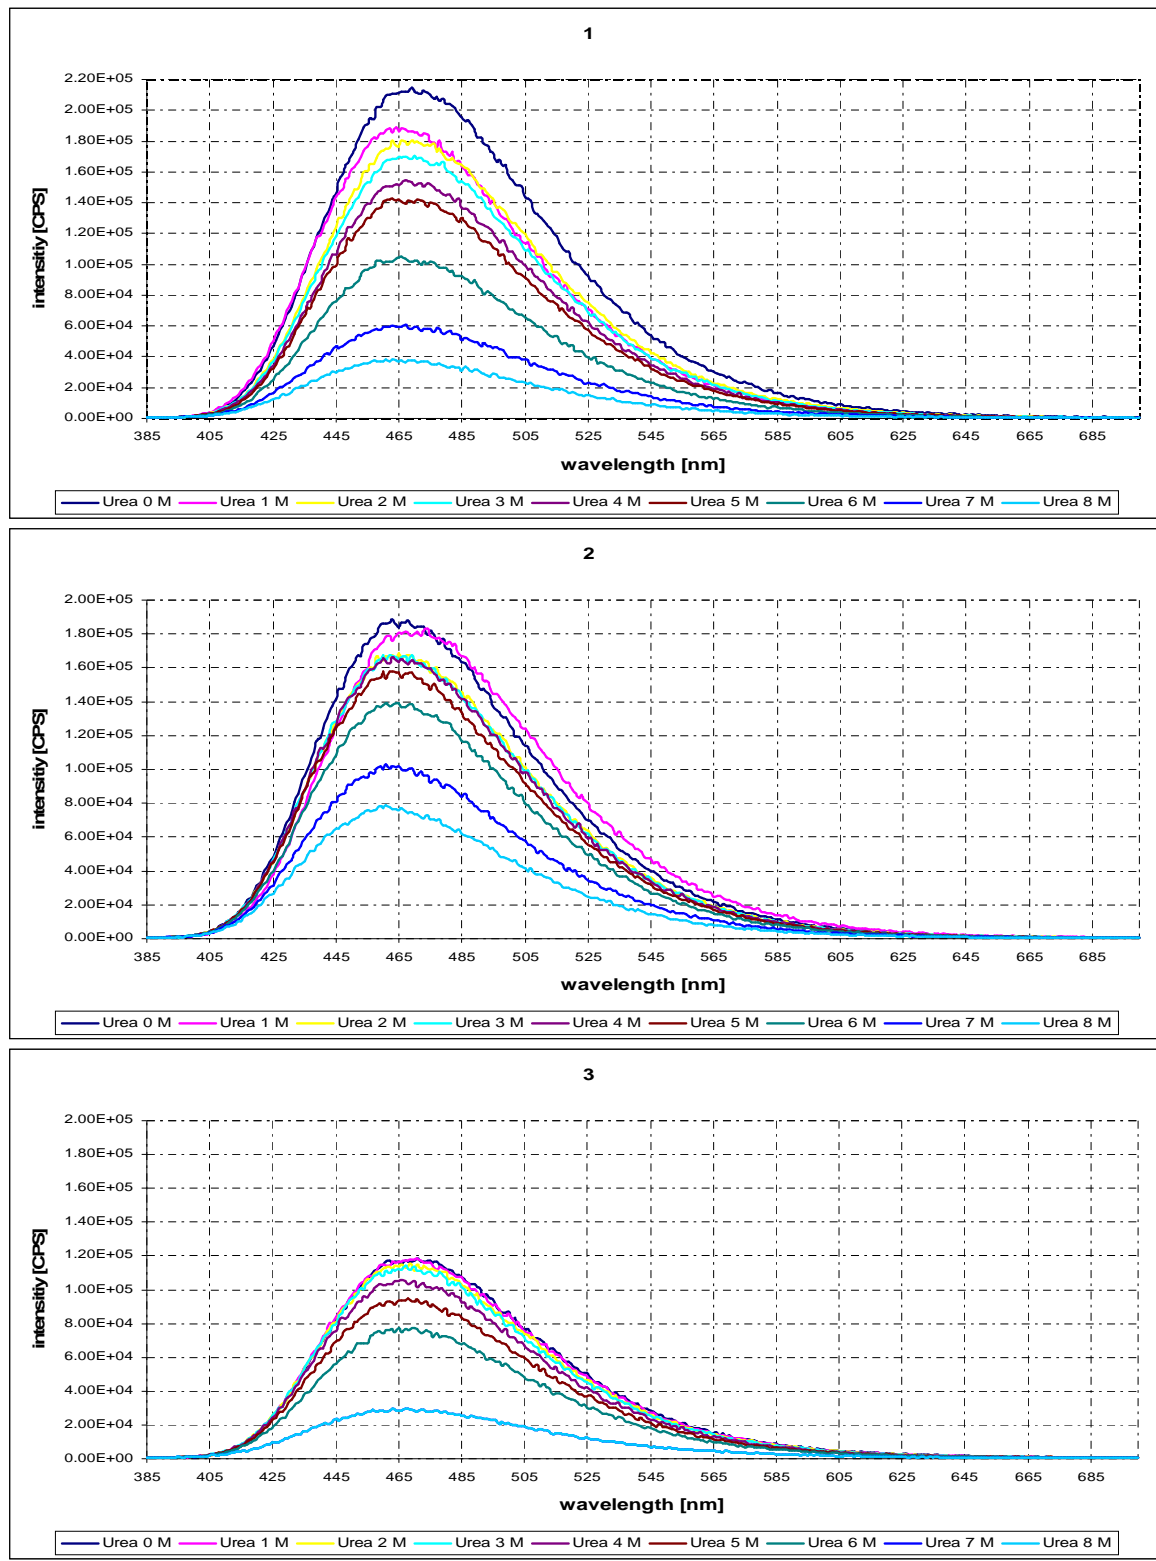 1
2.20E+05
2.00E+05
1.80E+05
1.60E+05
1.40E+05
1.20E+05
1.00E+05
8.00E+04
6.00E+04
4.00E+04
2.00E+04
0.00E+00
intensitiy [CPS]
385 405 425 445 465 485 505 525 545 565 585 605 625 645 665 685
wavelength [nm]
Urea 0 M Urea 1 M Urea 2 M Urea 3 M Urea 4 M Urea 5 M Urea 6 M Urea 7 M Urea 8 M
2
2.00E+05
1.80E+05
1.60E+05
1.40E+05
1.20E+05
1.00E+05
8.00E+04
6.00E+04
4.00E+04
2.00E+04
0.00E+00
intensitiy [CPS]
385 405 425 445 465 485 505 525 545 565 585 605 625 645 665 685
wavelength [nm]
Urea 0 M Urea 1 M Urea 2 M Urea 3 M Urea 4 M Urea 5 M Urea 6 M Urea 7 M Urea 8 M
3
2.00E+05
1.80E+05
1.60E+05
1.40E+05
1.20E+05
1.00E+05
8.00E+04
6.00E+04
4.00E+04
2.00E+04
0.00E+00
intensitiy [CPS]
385 405 425 445 465 485 505 525 545 565 585 605 625 645 665 685
wavelength [nm]
Urea 0 M Urea 1 M Urea 2 M Urea 3 M Urea 4 M Urea 5 M Urea 6 M Urea 7 M Urea 8 M